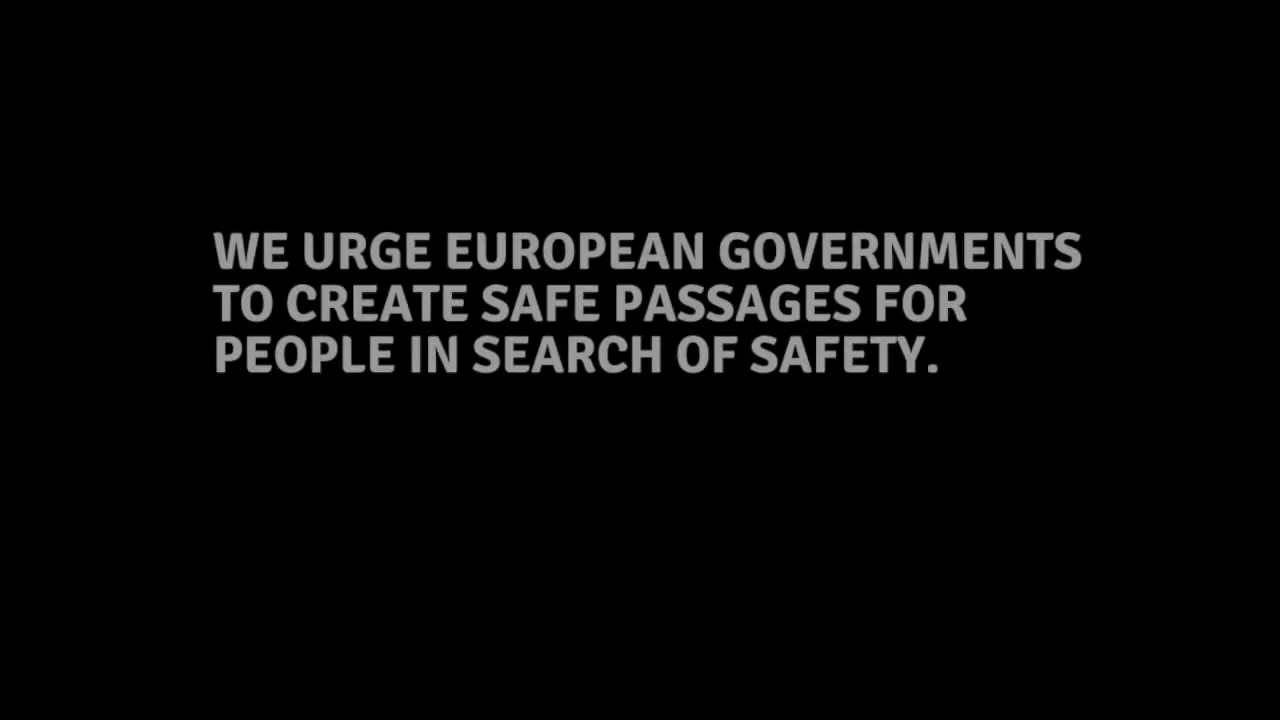 WE URGE EUROPEAN GOVERNMENTS
TO CREATE SAFE PASSAGES FOR
PEOPLE IN SEARCH OF SAFETY.